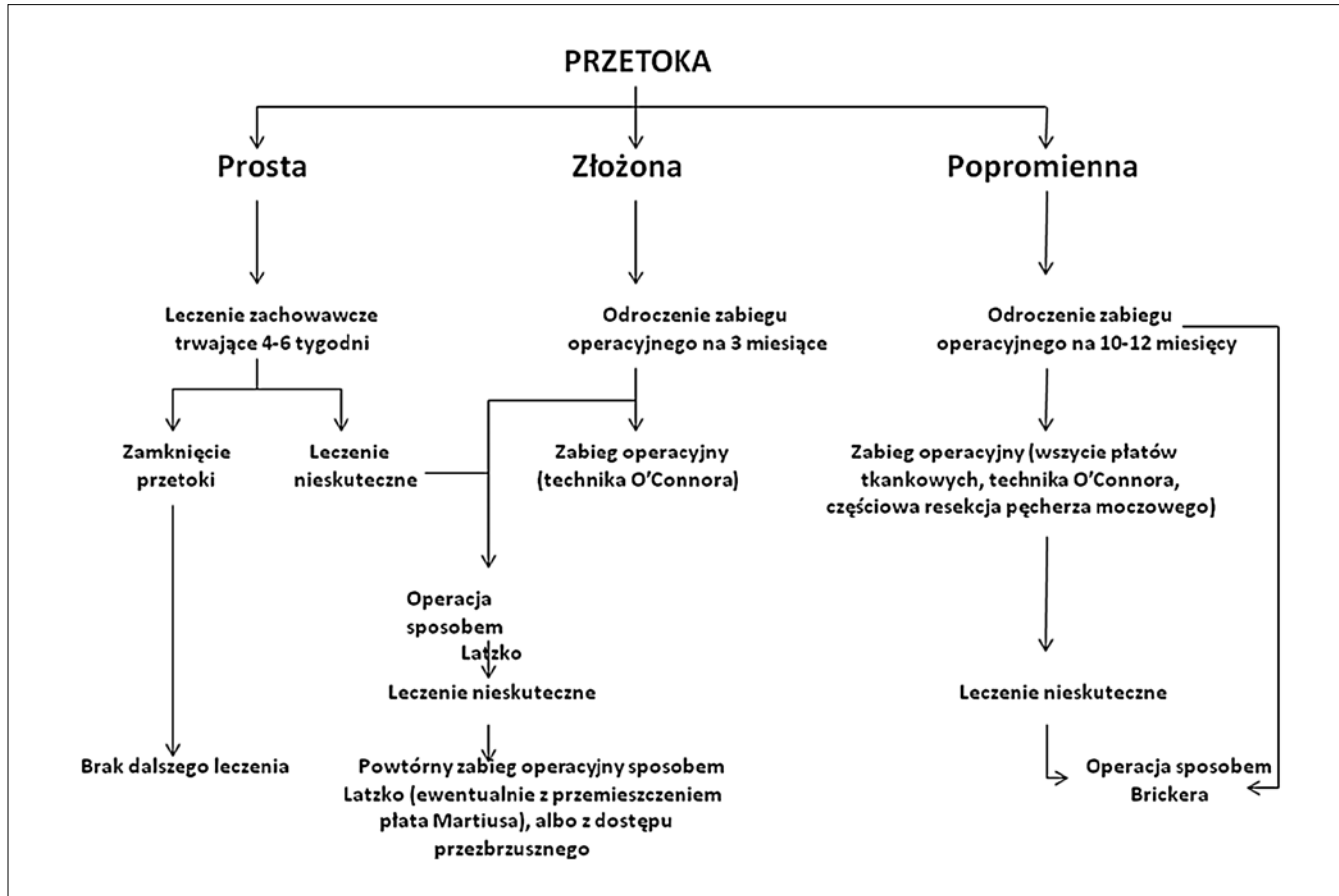 PRZETOKA
Prosta
Złożona
Popromienna
Leczenie zachowawcze
trwające 4-6 tygodni
Odroczenie zabiegu
operacyjnego na 3 miesiące
Odroczenie zabiegu
operacyjnego na 10-12 miesięcy
Zamknięcie
przetoki
Leczenie
nieskuteczne
Zabieg operacyjny
(technika O’Connora)
Zabieg operacyjny (wszycie płatów
tkankowych, technika O’Connora,
częściowa resekcja pęcherza moczowego)
Operacja
sposobem
Latzko
Leczenie nieskuteczne
Leczenie nieskuteczne
Brak dalszego leczenia
Powtórny zabieg operacyjny sposobem
Latzko (ewentualnie z przemieszczeniem
płata Martiusa), albo z dostępu
przezbrzusznego
Operacja sposobem
Brickera